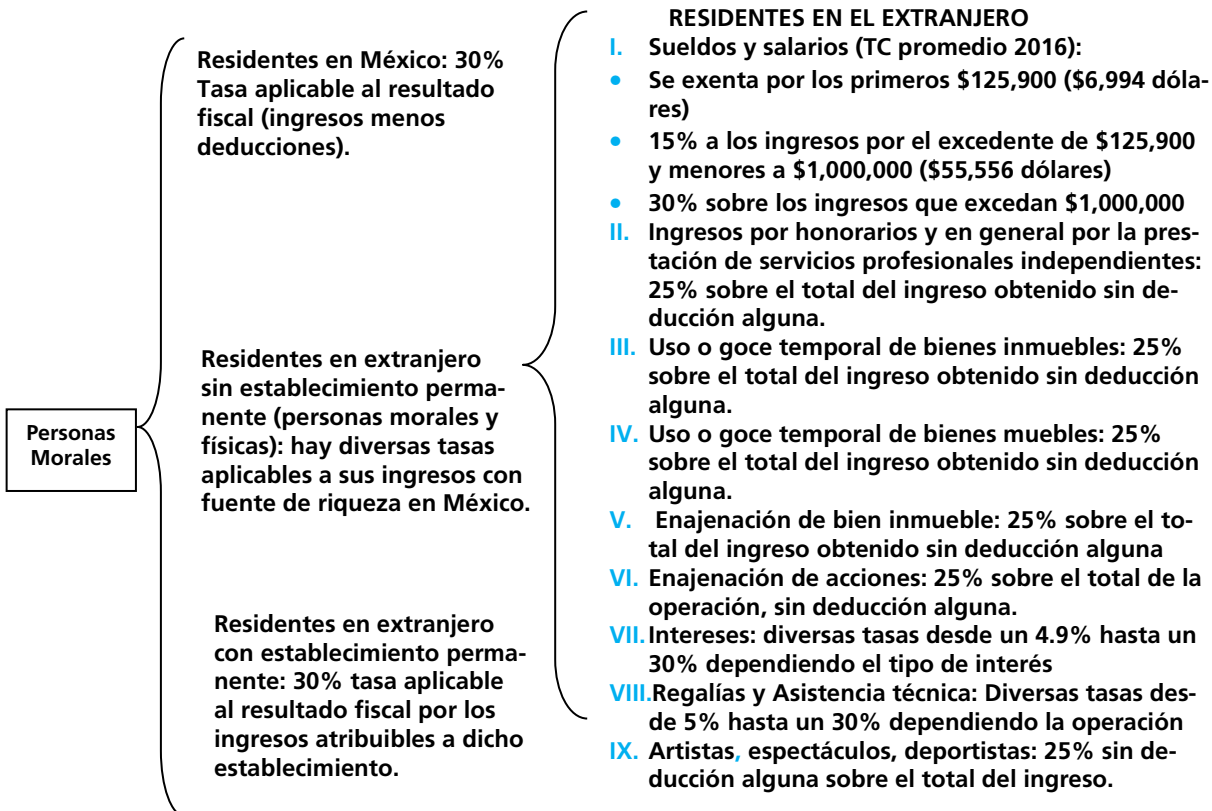 Personas
Morales
Residentes en México: 30%
Tasa aplicable al resultado
fiscal (ingresos menos
deducciones).
Residentes en extranjero
sin establecimiento perma-
nente (personas morales y
físicas): hay diversas tasas
aplicables a sus ingresos con
fuente de riqueza en México.
Residentes en extranjero
con establecimiento perma-
nente: 30% tasa aplicable
al resultado fiscal por los
ingresos atribuibles a dicho
establecimiento.
RESIDENTES EN EL EXTRANJERO
I. Sueldos y salarios (TC promedio 2016):
• Se exenta por los primeros $125,900 ($6,994 dóla-
res)
• 15% a los ingresos por el excedente de $125,900
y menores a $1,000,000 ($55,556 dólares)
• 30% sobre los ingresos que excedan $1,000,000
II. Ingresos por honorarios y en general por la pres-
tación de servicios profesionales independientes:
25% sobre el total del ingreso obtenido sin de-
ducción alguna.
III. Uso o goce temporal de bienes inmuebles: 25%
sobre el total del ingreso obtenido sin deducción
alguna.
IV. Uso o goce temporal de bienes muebles: 25%
sobre el total del ingreso obtenido sin deducción
alguna.
V. Enajenación de bien inmueble: 25% sobre el to-
tal del ingreso obtenido sin deducción alguna
VI. Enajenación de acciones: 25% sobre el total de la
operación, sin deducción alguna.
VII. Intereses: diversas tasas desde un 4.9% hasta un
30% dependiendo el tipo de interés
VIII.Regalías y Asistencia técnica: Diversas tasas des-
de 5% hasta un 30% dependiendo la operación
IX. Artistas, espectáculos, deportistas: 25% sin de-
ducción alguna sobre el total del ingreso.